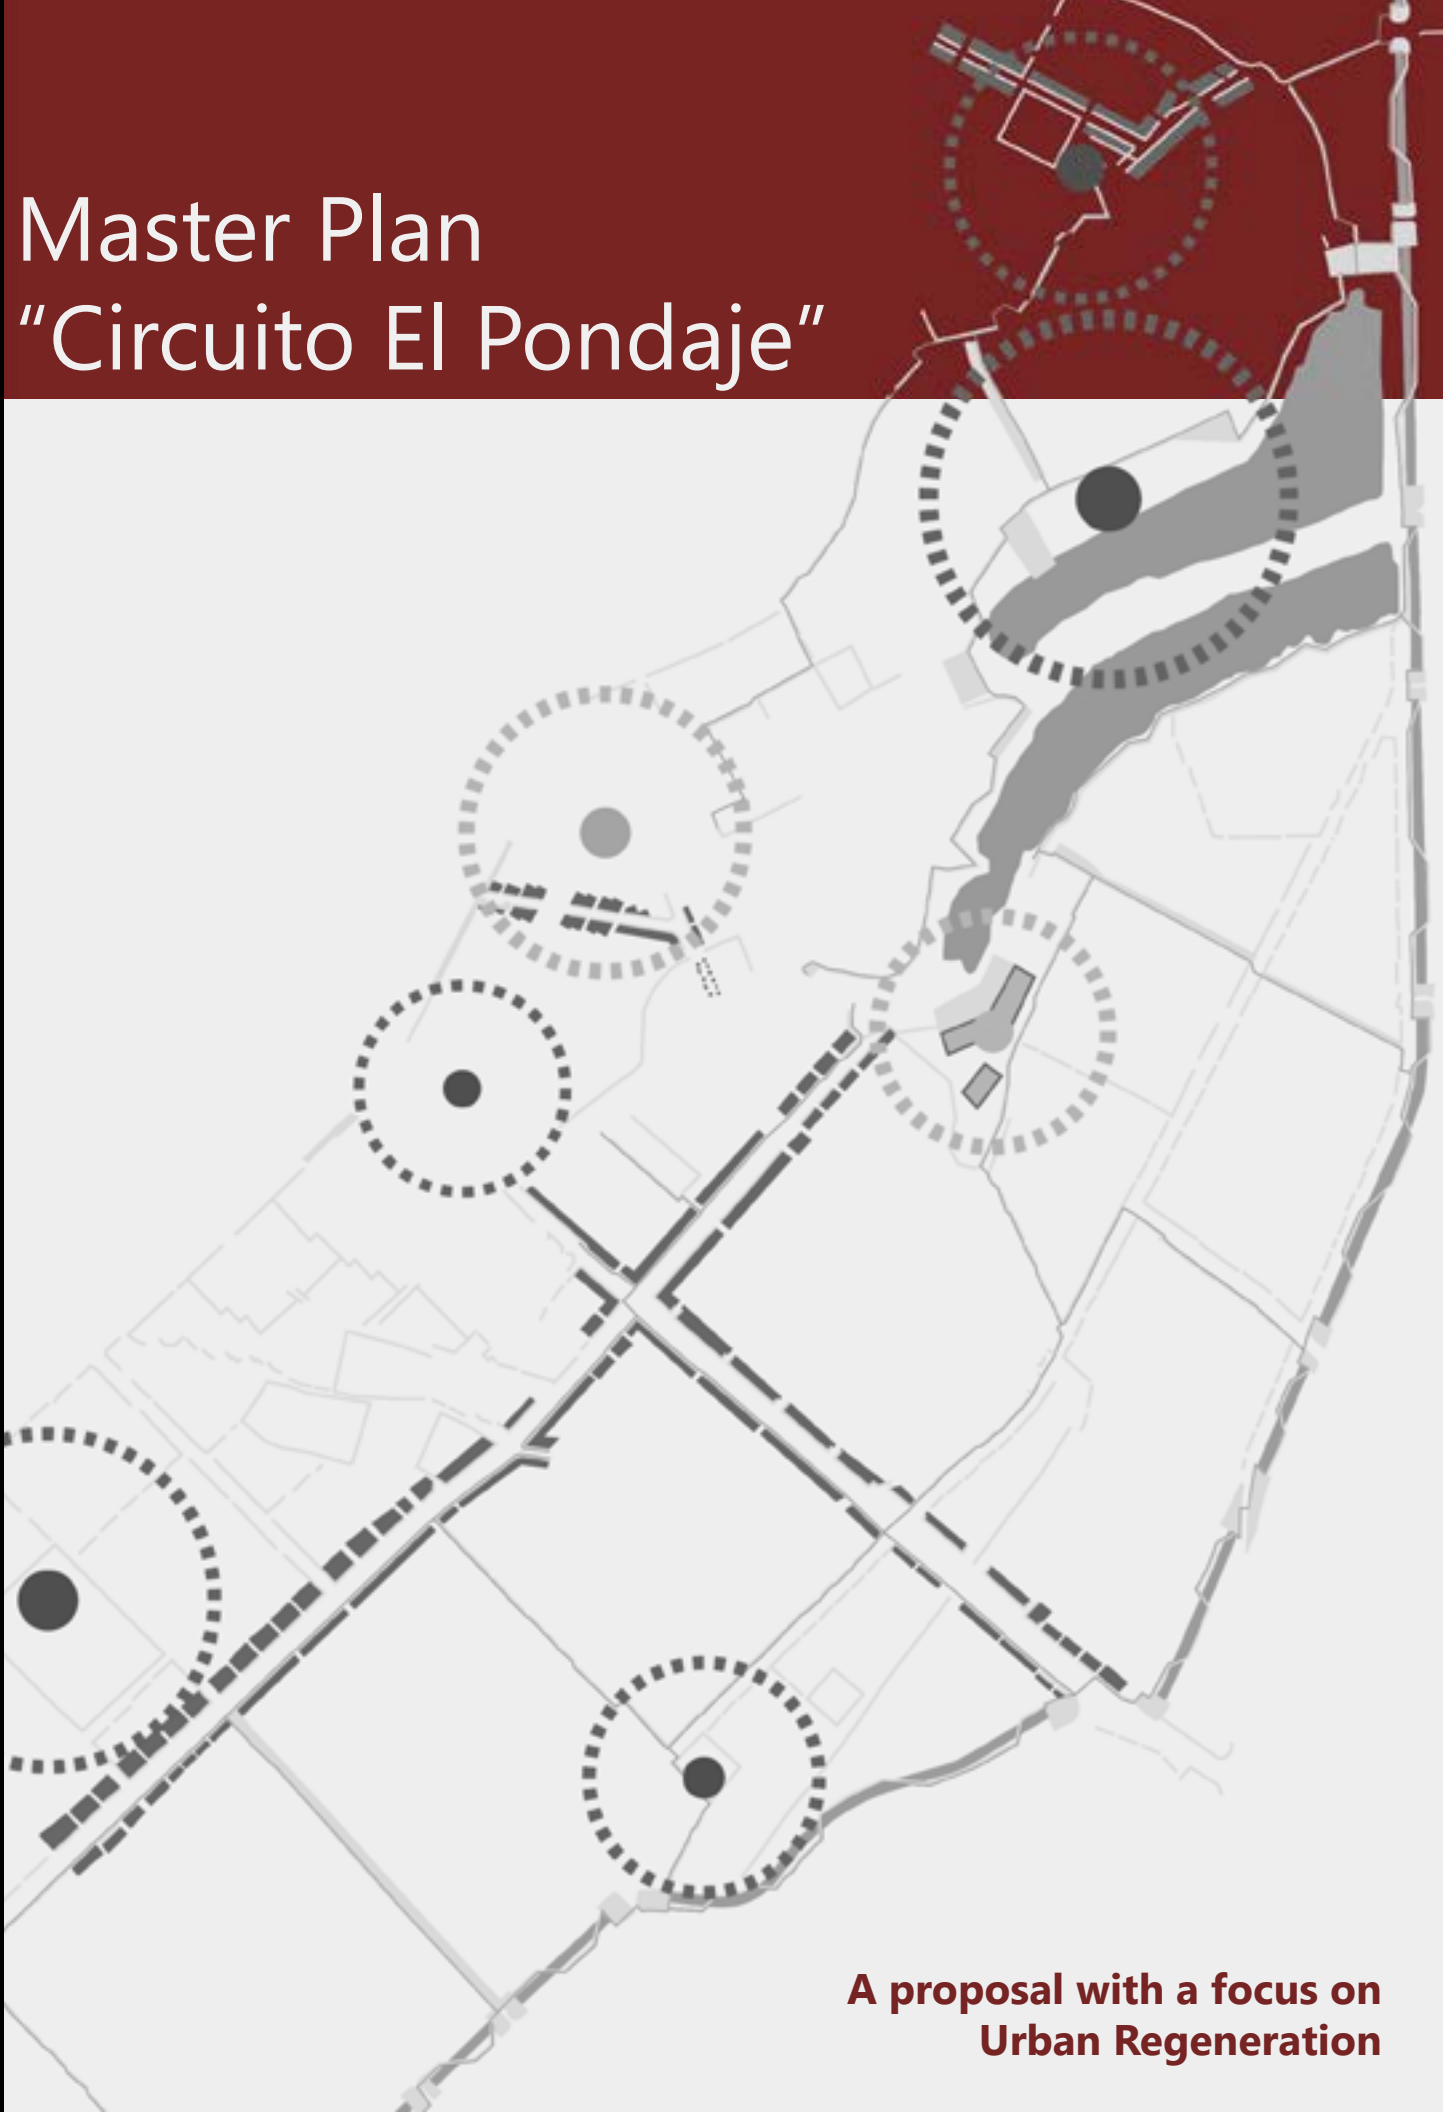 Master Plan
“Circuito El Pondaje”
A proposal with a focus on
Urban Regeneration